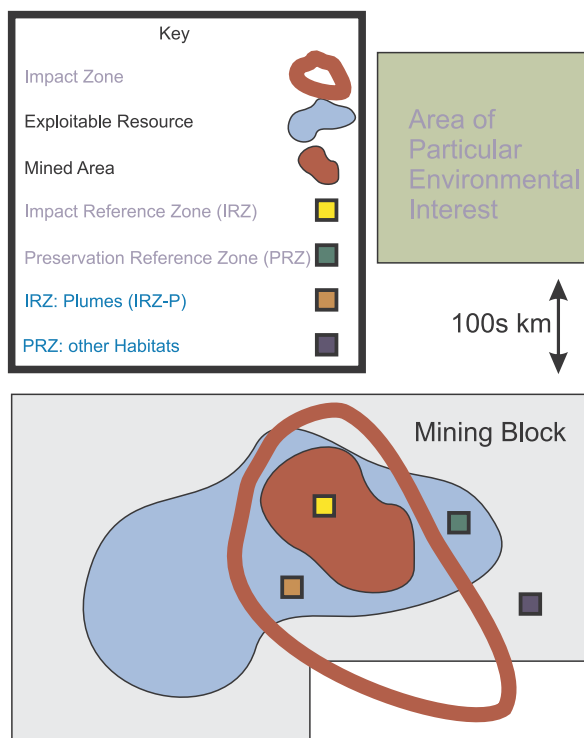 Key
Impact Zone
Exploitable Resource
Mined Area
Impact Reference Zone (IRZ)
Preservation Reference Zone (PRZ)
IRZ: Plumes (IRZ-P)
PRZ: other Habitats
Area of
Particular
Environmental
Interest
100s km
Mining Block